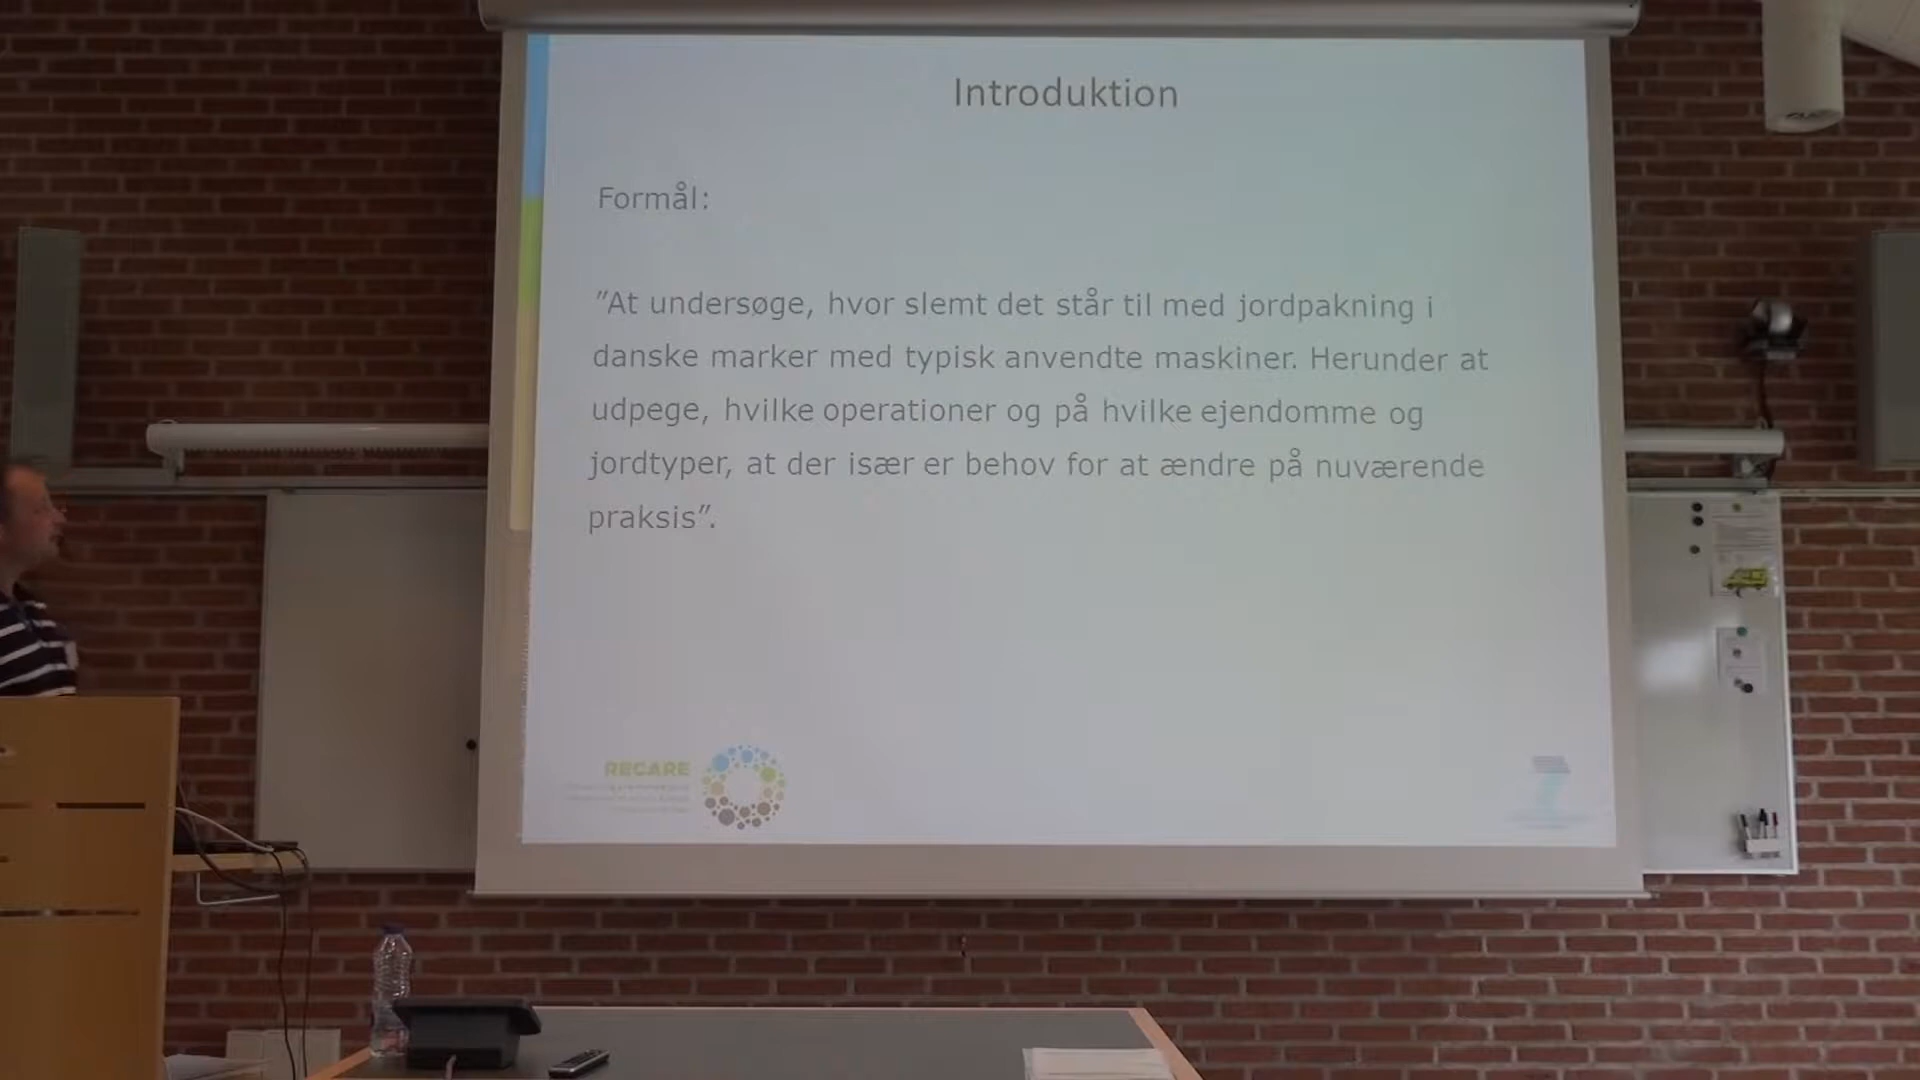 Introduktion
Formål:
”At undersøge, hvor slemt det står til med jordpakning i
danske marker med typisk anvendte maskiner. Herunder at
udpege, hvilke operationer og på hvilke ejendomme og
jordtyper, at der især er behov for at ændre på nuværende
praksis”.
RECARE